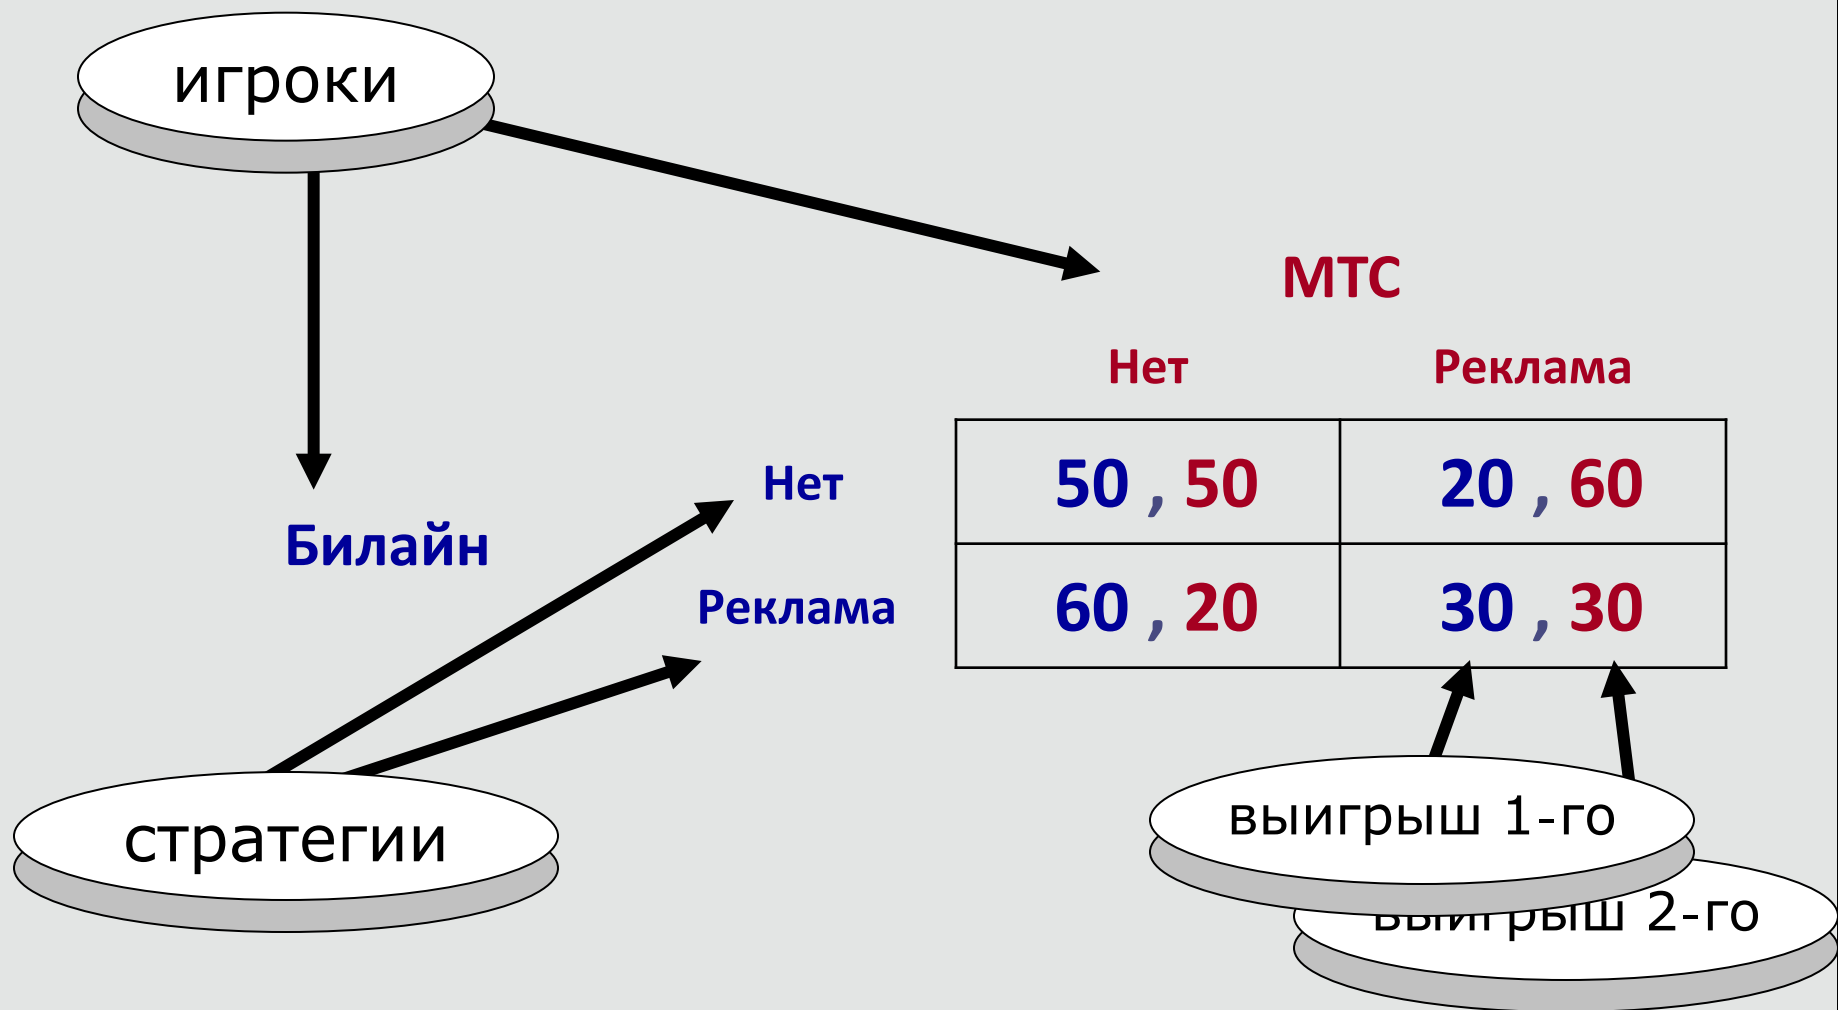 игроки
МТС
Нет Реклама
Нет 50 , 50 20 , 60
Билайн
Реклама 60 , 20 30 , 30
стратегии
выигрыш 1-го
выигрыш 2-го